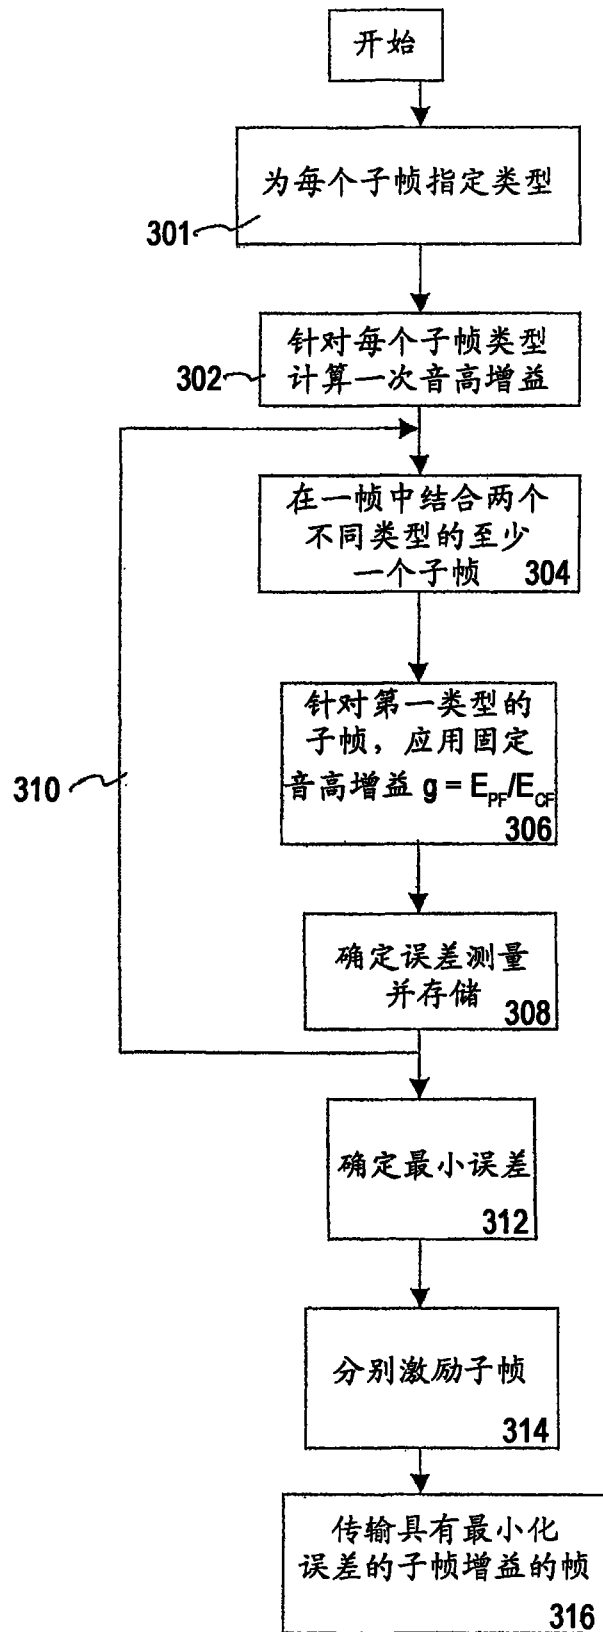 开始
为每个子帧指定类型
301
针对每个子帧类型
302
计算一次音高增益
在一帧中结合两个
不同类型的至少
一个子帧 304
针对第一类型的
子帧，应用固定
音高增益 g = E_PF/E_CF
310
306
确定误差测量
并存储
308
确定最小误差
312
分别激励子帧
314
传输具有最小化
误差的子帧增益的帧
316